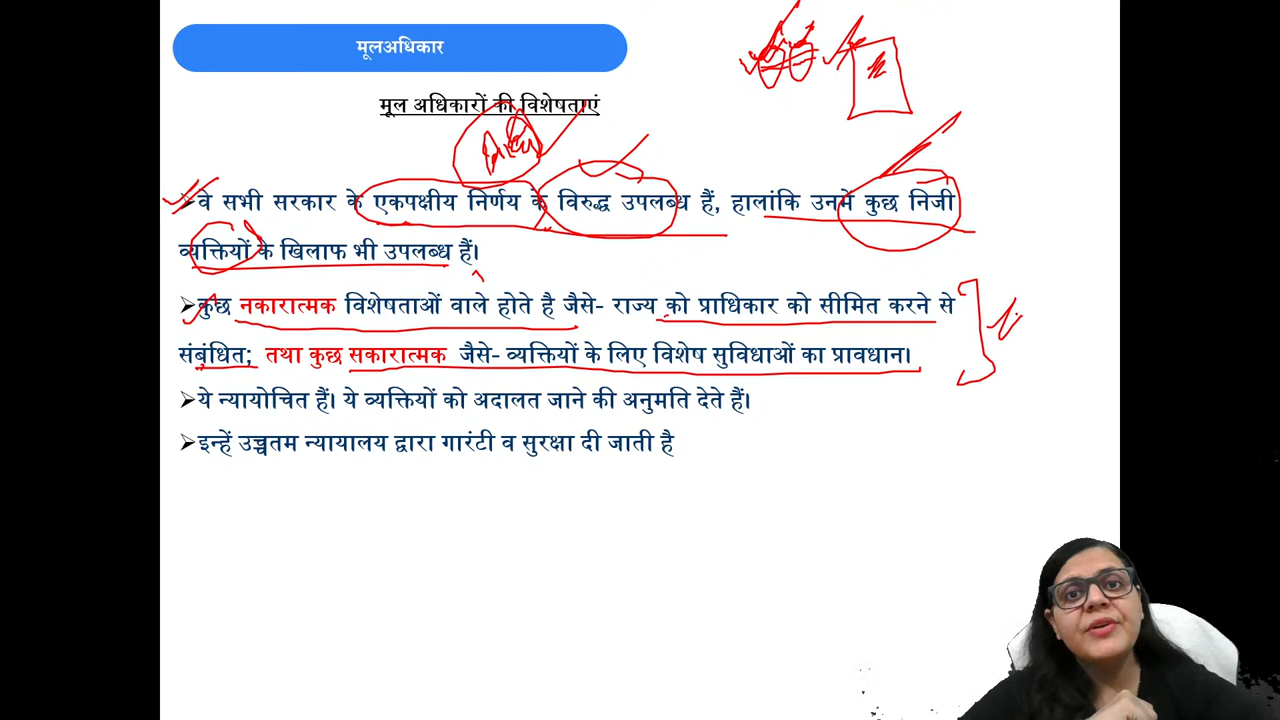 मूलअधिकार
मूल अधिकारों की विशेषताएं
➤वे सभी सरकार के एकपक्षीय निर्णय के विरुद्ध उपलब्ध हैं, हालांकि उनमें कुछ निजी
व्यक्तियों के खिलाफ भी उपलब्ध हैं।
➤कुछ नकारात्मक विशेषताओं वाले होते है जैसे- राज्य को प्राधिकार को सीमित करने से
संबंधित; तथा कुछ सकारात्मक जैसे- व्यक्तियों के लिए विशेष सुविधाओं का प्रावधान।
➤ये न्यायोचित हैं। ये व्यक्तियों को अदालत जाने की अनुमति देते हैं।
➤इन्हें उच्चतम न्यायालय द्वारा गारंटी व सुरक्षा दी जाती है